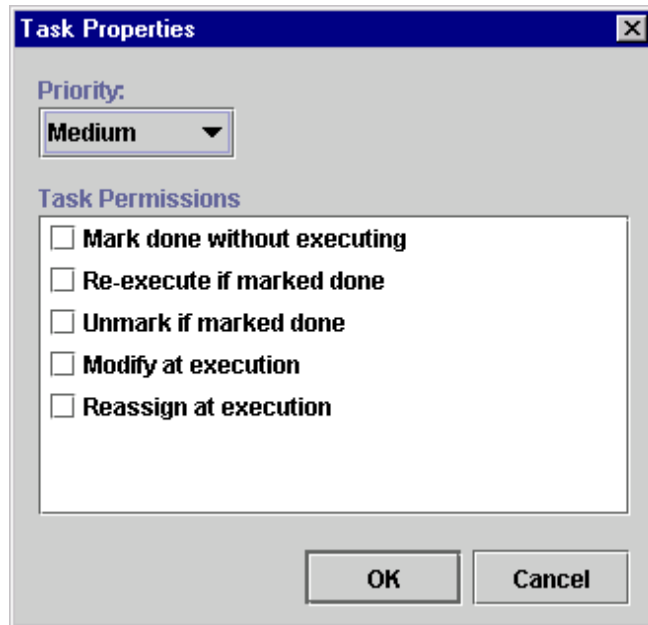 Task Properties
Priority:
Medium
Task Permissions
Mark done without executing
Re-execute if marked done
Unmark if marked done
Modify at execution
Reassign at execution
OK Cancel